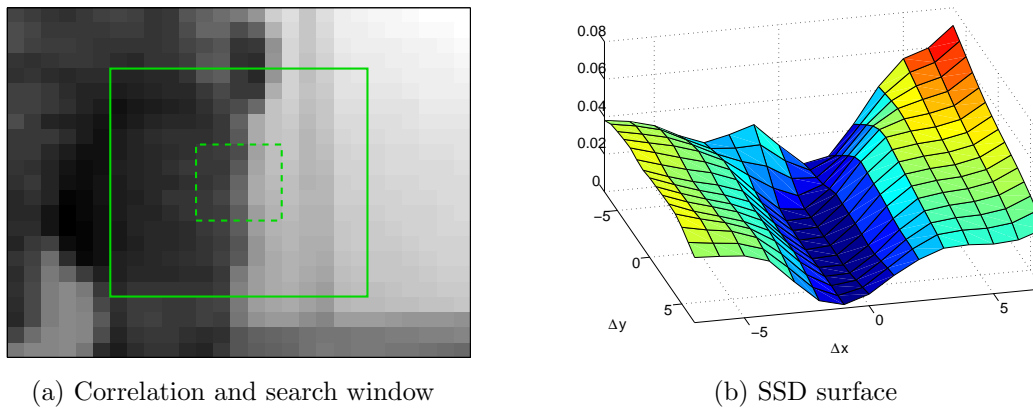 0.08
0.06
0.04
0.02
0
−5
0
5
Δy
−5
0
5
Δx
(a) Correlation and search window
(b) SSD surface